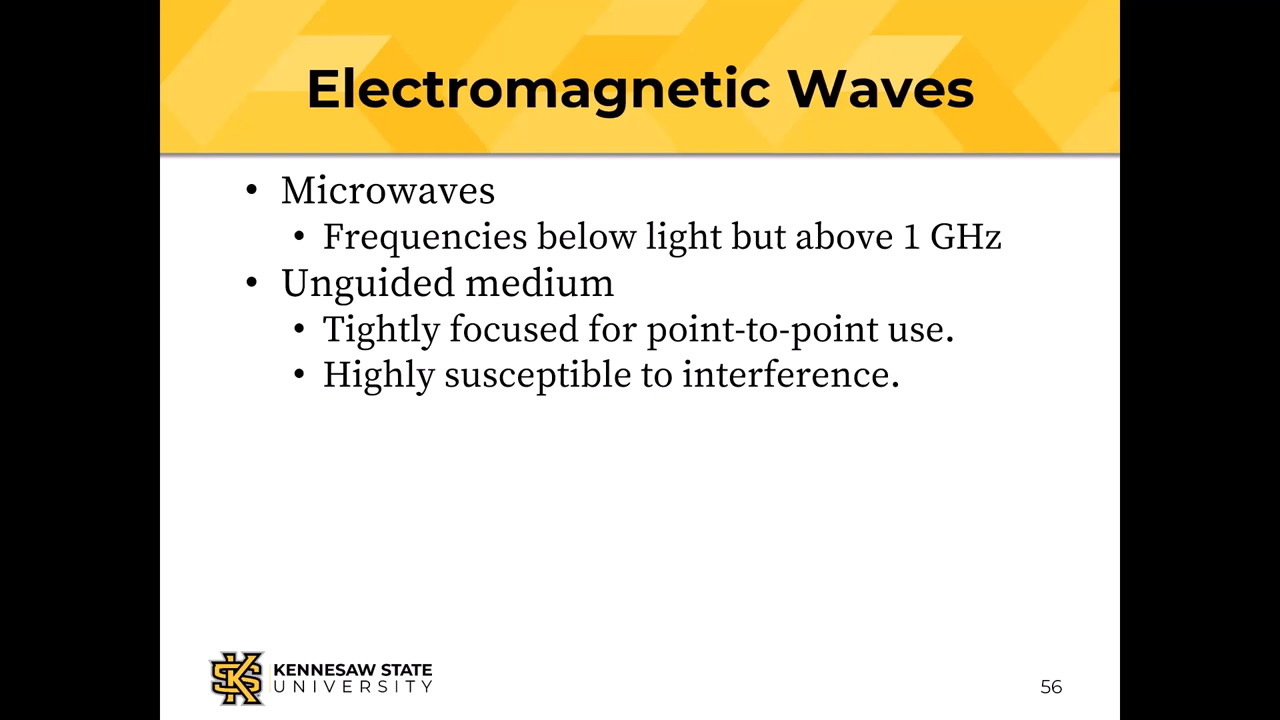 Electromagnetic Waves
• Microwaves
• Frequencies below light but above 1 GHz
• Unguided medium
• Tightly focused for point-to-point use.
• Highly susceptible to interference.
KENNESAW STATE
UNIVERSITY
56